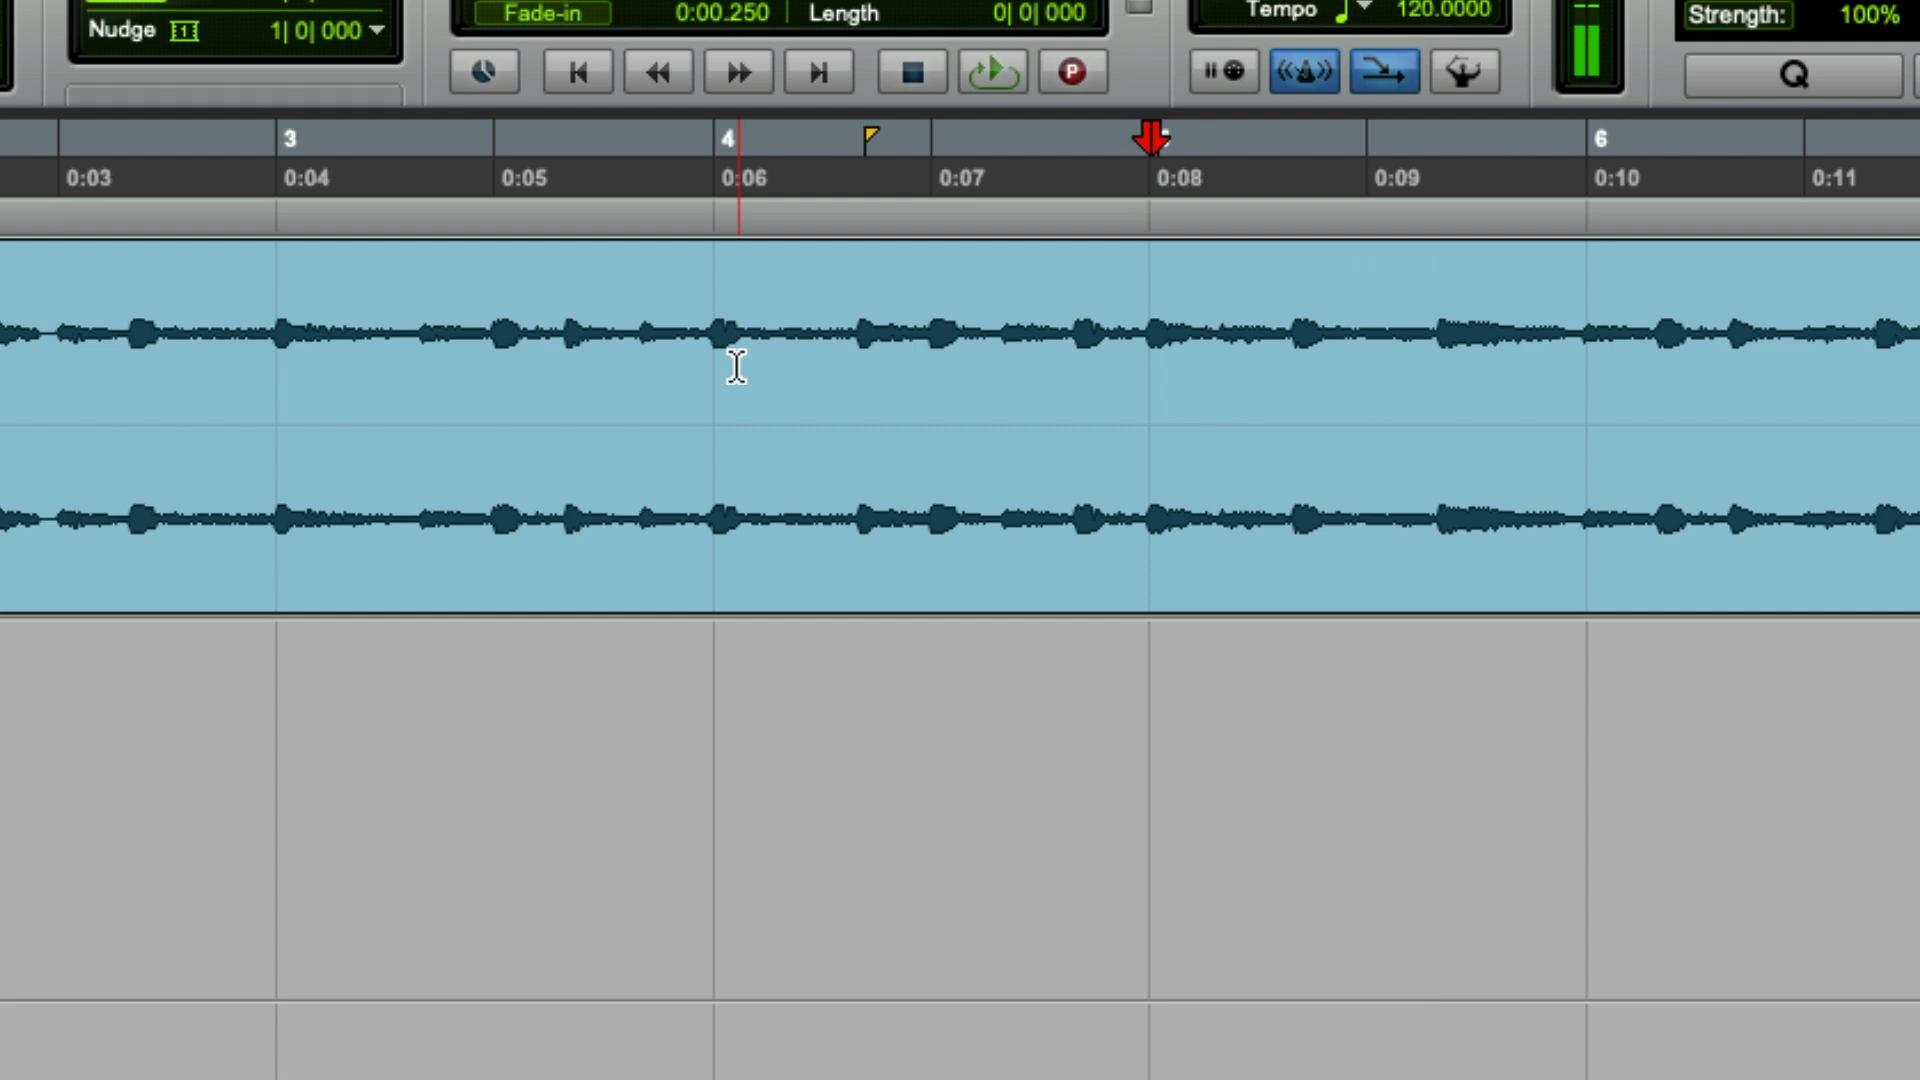 Fade-in 0:00.250 Length 0| 0| 000 Tempo 120.0000 Strength: 100%
Nudge 1| 0| 000
P Q
3 4 6
0:03 0:04 0:05 0:06 0:07 0:08 0:09 0:10 0:11